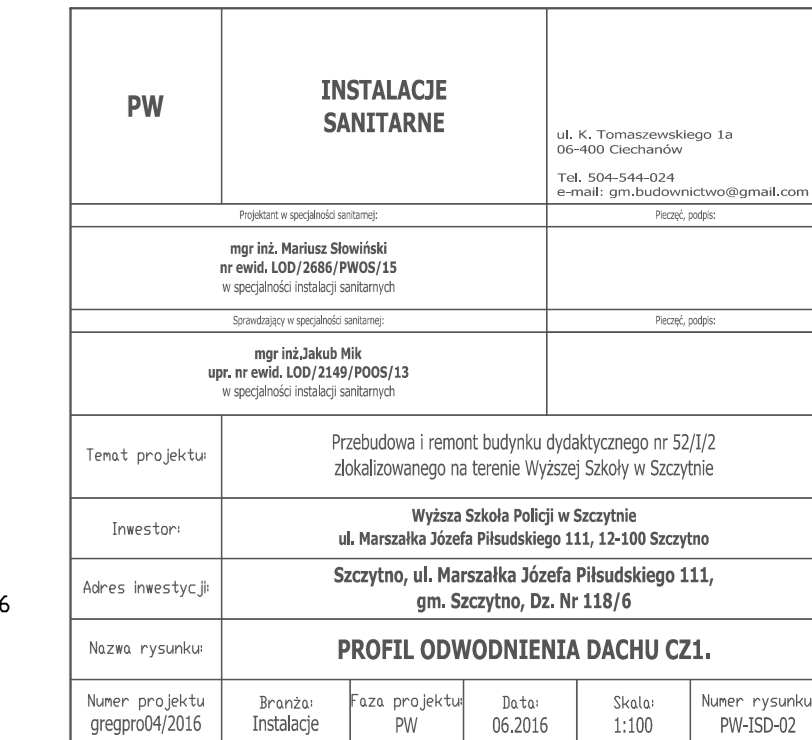 PW
INSTALACJE
SANITARNE
ul. K. Tomaszewskiego 1a
06-400 Ciechanów
Tel. 504-544-024
e-mail: gm.budownictwo@gmail.com
Projektant w specjalności sanitarnej:
Pieczęć, podpis:
mgr inż. Mariusz Słowiński
nr ewid. LOD/2686/PWOS/15
w specjalności instalacji sanitarnych
Sprawdzający w specjalności sanitarnej:
Pieczęć, podpis:
mgr inż.Jakub Mik
upr. nr ewid. LOD/2149/POOS/13
w specjalności instalacji sanitarnych
Temat projektu:
Przebudowa i remont budynku dydaktycznego nr 52/I/2
zlokalizowanego na terenie Wyższej Szkoły w Szczytnie
Inwestor:
Wyższa Szkoła Policji w Szczytnie
ul. Marszałka Józefa Piłsudskiego 111, 12-100 Szczytno
Adres inwestycji:
Szczytno, ul. Marszałka Józefa Piłsudskiego 111,
gm. Szczytno, Dz. Nr 118/6
6
Nazwa rysunku:
PROFIL ODWODNIENIA DACHU CZ1.
Numer projektu
gregpro04/2016
Branża:
Instalacje
Faza projektu:
PW
Data:
06.2016
Skala:
1:100
Numer rysunku
PW-ISD-02